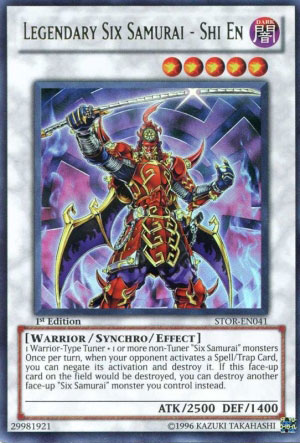 LEGENDARY SIX SAMURAI - SHI EN
DARK
闇
1st Edition
STOR-EN041
[WARRIOR / SYNCHRO / EFFECT]
1 Warrior-Type Tuner + 1 or more non-Tuner "Six Samurai" monsters
Once per turn, when your opponent activates a Spell/Trap Card,
you can negate its activation and destroy it. If this face-up
card on the field would be destroyed, you can destroy another
face-up "Six Samurai" monster you control instead.
ATK/2500 DEF/1400
29981921
©1996 KAZUKI TAKAHASHI